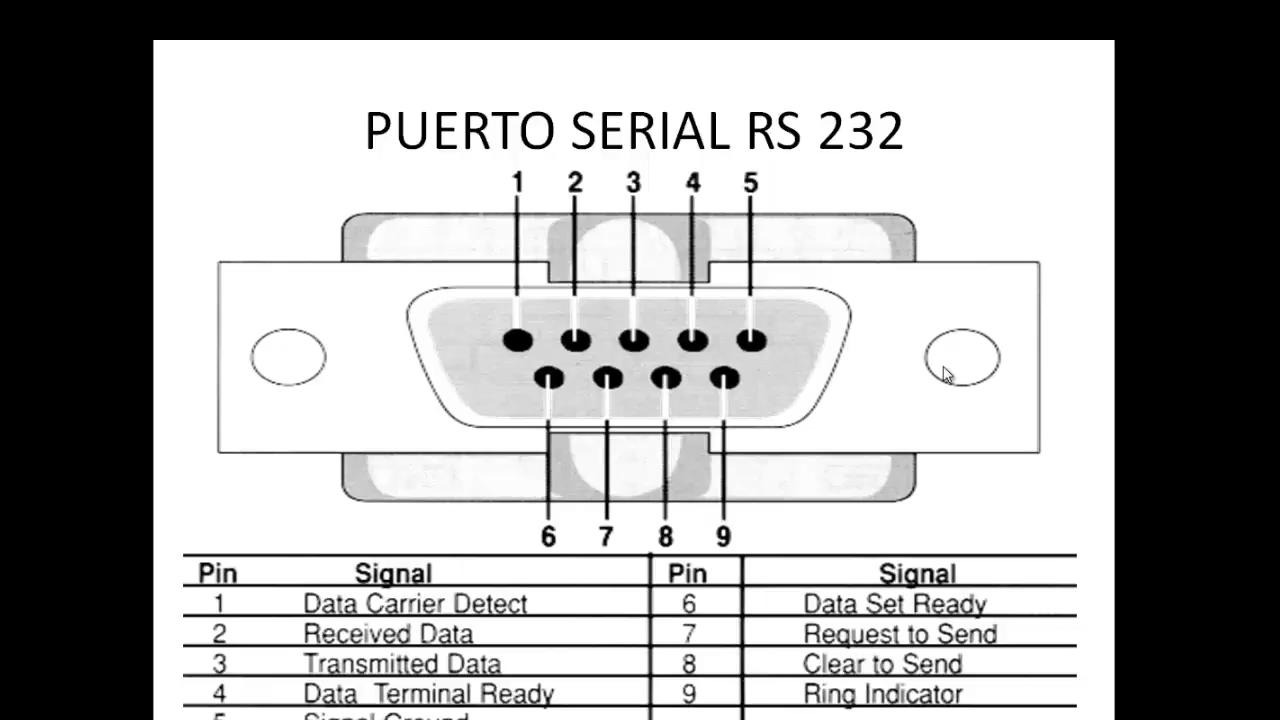 PUERTO SERIAL RS 232
1 2 3 4 5
6 7 8 9
Pin Signal Pin Signal
1 Data Carrier Detect 6 Data Set Ready
2 Received Data 7 Request to Send
3 Transmitted Data 8 Clear to Send
4 Data Terminal Ready 9 Ring Indicator
5 Signal Ground